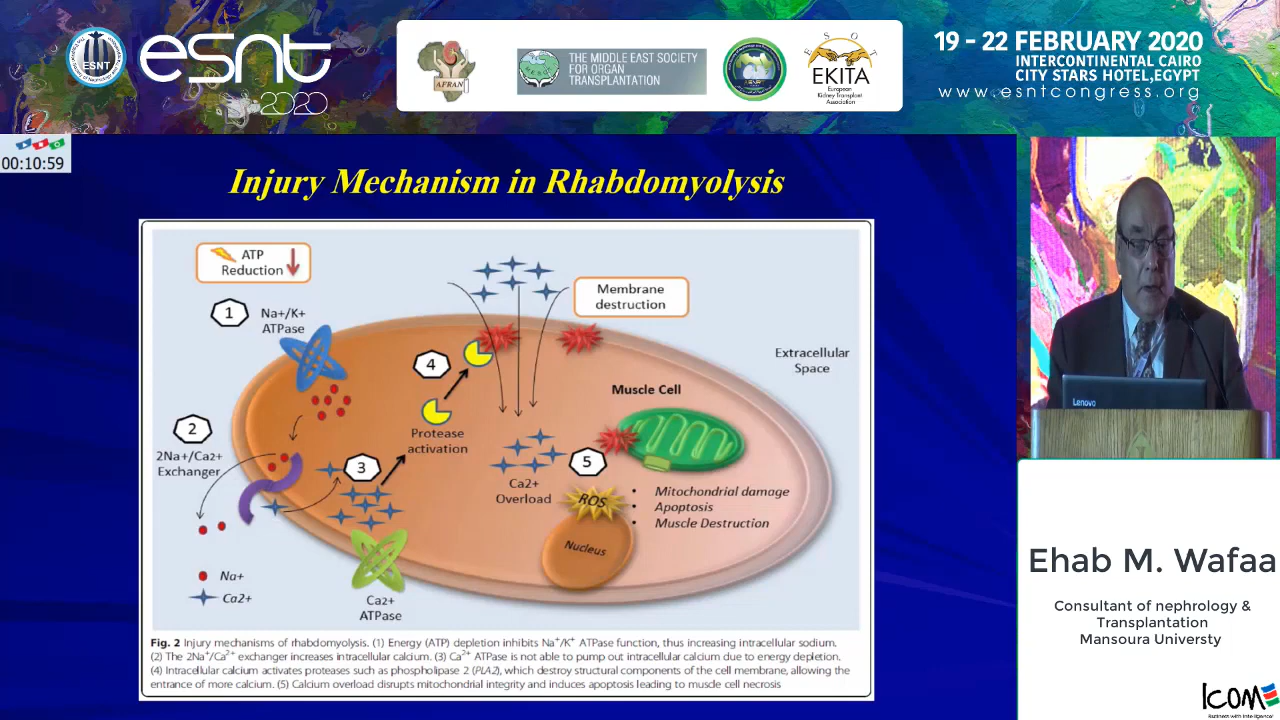 ESNT
esnt
2020
AFRAN
THE MIDDLE EAST SOCIETY
FOR ORGAN
TRANSPLANTATION
E S O T
EKITA
European
Kidney Transplant
Association
19 - 22 FEBRUARY 2020
INTERCONTINENTAL CAIRO
CITY STARS HOTEL,EGYPT
www.esntcongress.org
00:10:59
Injury Mechanism in Rhabdomyolysis
ATP
Reduction
1
Na+/K+
ATPase
Membrane
destruction
4
Extracellular
Space
Muscle Cell
2
2Na+/Ca2+
Exchanger
Protease
activation
3
5
Ca2+
Overload
ROS
• Mitochondrial damage
• Apoptosis
• Muscle Destruction
Nucleus
Na+
Ca2+
Ca2+
ATPase
Fig. 2 Injury mechanisms of rhabdomyolysis. (1) Energy (ATP) depletion inhibits Na⁺/K⁺ ATPase function, thus increasing intracellular sodium.
(2) The 2Na⁺/Ca²⁺ exchanger increases intracellular calcium. (3) Ca²⁺ ATPase is not able to pump out intracellular calcium due to energy depletion.
(4) Intracellular calcium activates proteases such as phospholipase 2 (PLA2), which destroy structural components of the cell membrane, allowing the
entrance of more calcium. (5) Calcium overload disrupts mitochondrial integrity and induces apoptosis leading to muscle cell necrosis
Lenovo
Ehab M. Wafaa
Consultant of nephrology &
Transplantation
Mansoura Universty
ICOME